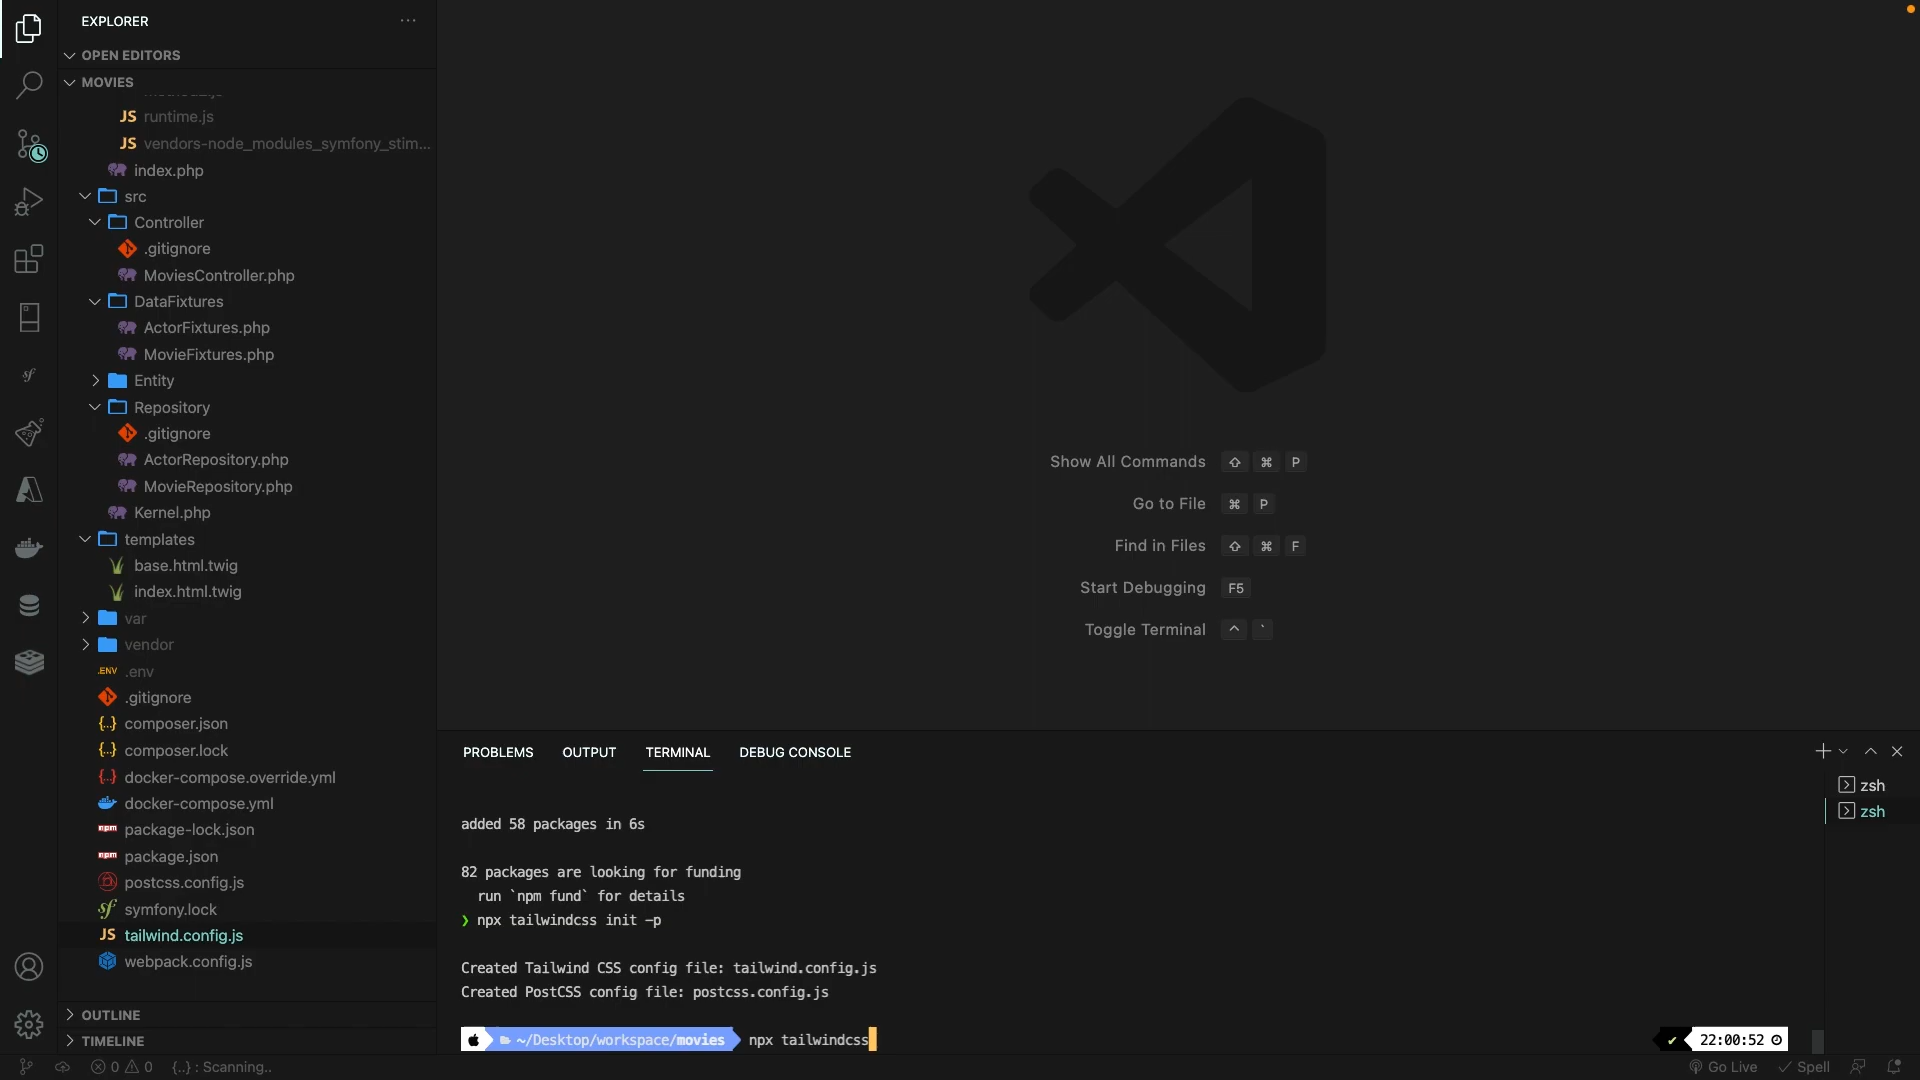 EXPLORER
OPEN EDITORS
MOVIES
JS runtime.js
JS vendors-node_modules_symfony_stim...
index.php
src
Controller
.gitignore
MoviesController.php
DataFixtures
ActorFixtures.php
MovieFixtures.php
Entity
Repository
.gitignore
ActorRepository.php
MovieRepository.php
Kernel.php
templates
base.html.twig
index.html.twig
var
vendor
.ENV .env
.gitignore
{..} composer.json
{..} composer.lock
{..} docker-compose.override.yml
docker-compose.yml
npm package-lock.json
npm package.json
postcss.config.js
sf symfony.lock
JS tailwind.config.js
webpack.config.js
OUTLINE
TIMELINE
Show All Commands ⇧ ⌘ P
Go to File ⌘ P
Find in Files ⇧ ⌘ F
Start Debugging F5
Toggle Terminal ^ `
PROBLEMS OUTPUT TERMINAL DEBUG CONSOLE
zsh
zsh
added 58 packages in 6s
82 packages are looking for funding
run `npm fund` for details
❯ npx tailwindcss init -p
Created Tailwind CSS config file: tailwind.config.js
Created PostCSS config file: postcss.config.js
~/Desktop/workspace/movies npx tailwindcss
✔ 22:00:52
0 0 {..} : Scanning..
Go Live ✓ Spell